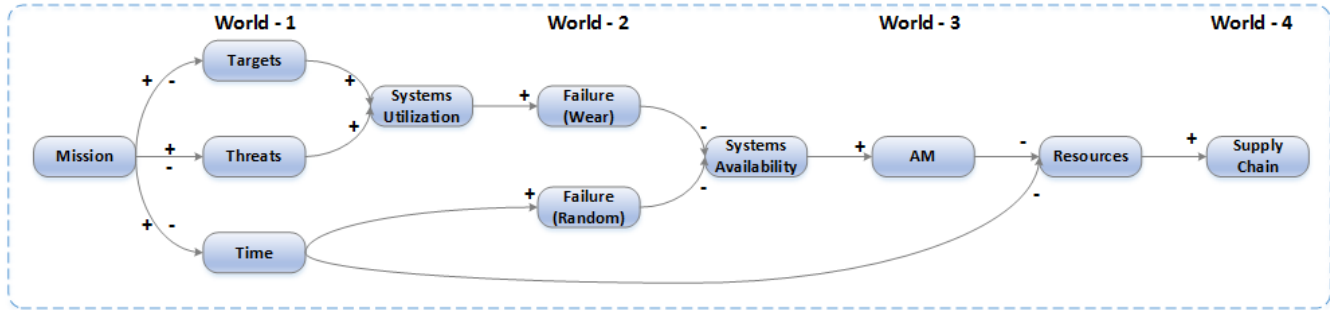 World - 1
World - 2
World - 3
World - 4
Mission
+ -
Targets
+
-
Threats
+ -
Time
+
+
Systems
Utilization
+
Failure
(Wear)
+
Failure
(Random)
-
-
Systems
Availability
+
AM
-
-
Resources
+
Supply
Chain